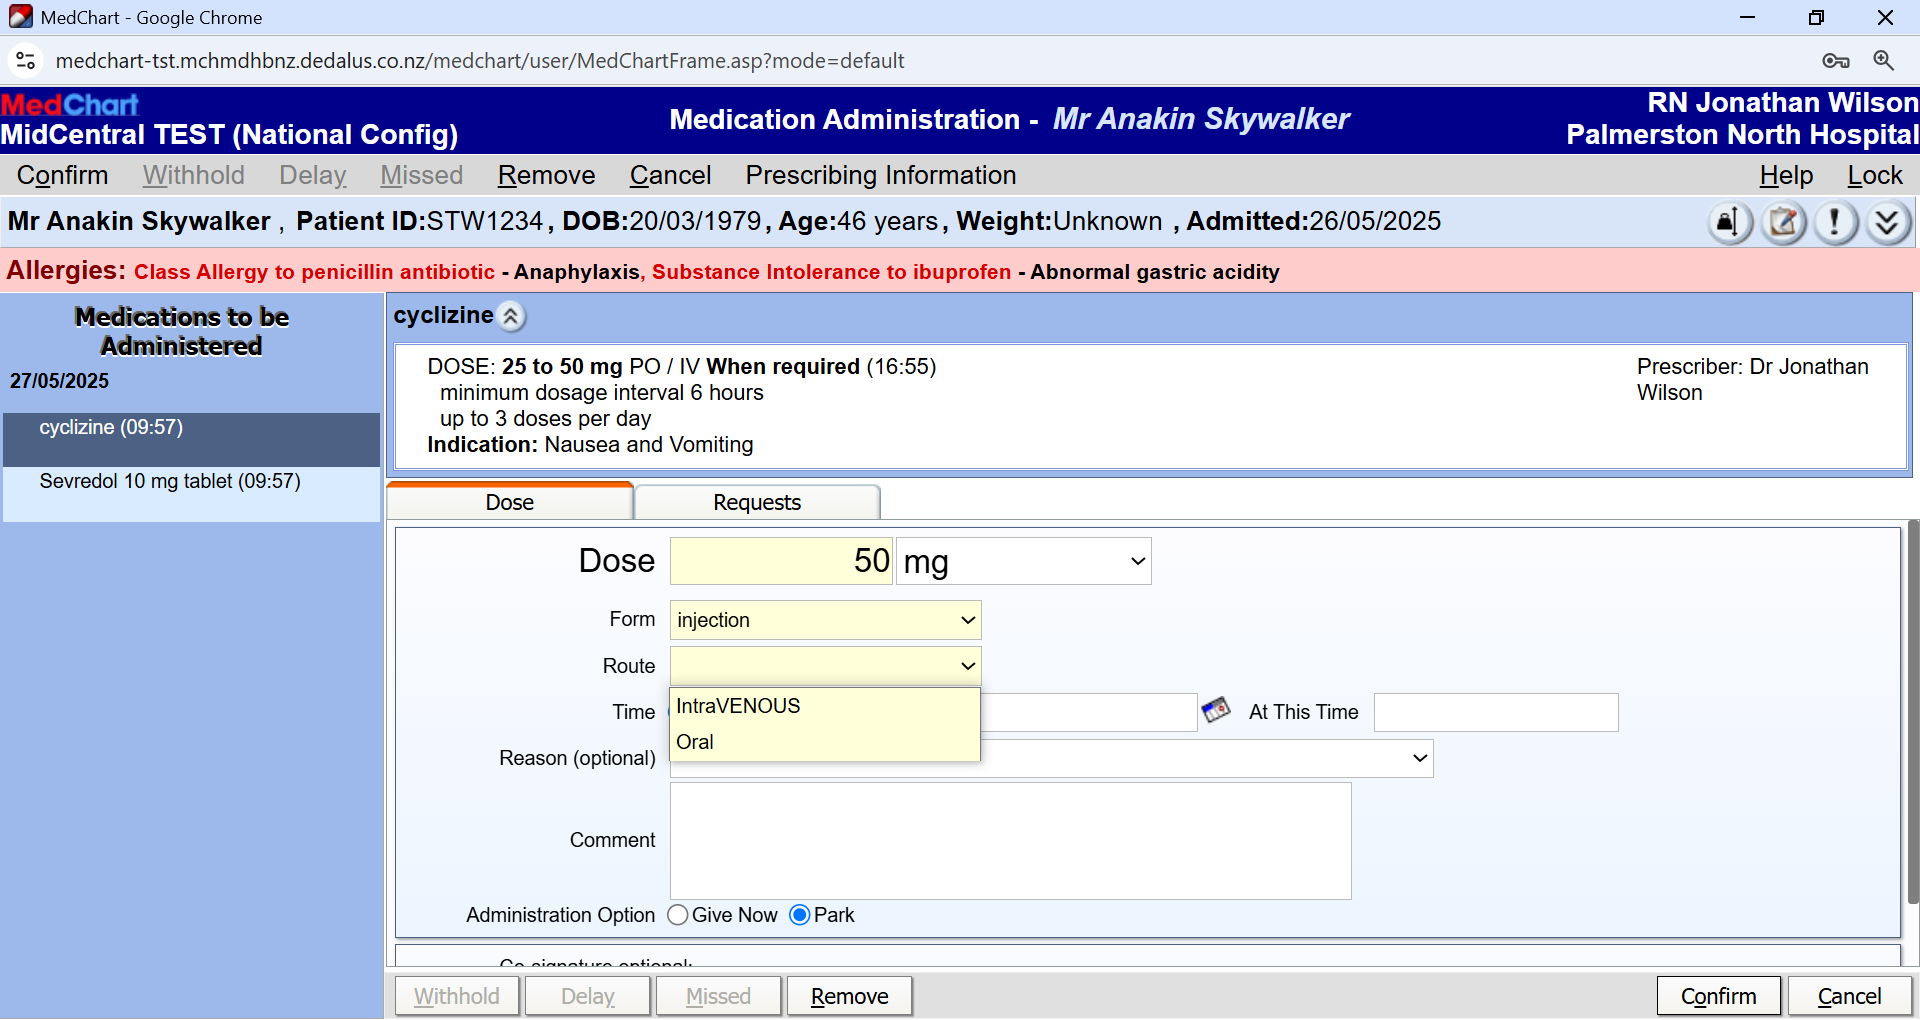 MedChart - Google Chrome
medchart-tst.mchmdhbnz.dedalus.co.nz/medchart/user/MedChartFrame.asp?mode=default
MedChart
MidCentral TEST (National Config)
Medication Administration - Mr Anakin Skywalker
RN Jonathan Wilson
Palmerston North Hospital
Confirm Withhold Delay Missed Remove Cancel Prescribing Information Help Lock
Mr Anakin Skywalker , Patient ID:STW1234, DOB:20/03/1979, Age:46 years, Weight:Unknown , Admitted:26/05/2025
Allergies: Class Allergy to penicillin antibiotic - Anaphylaxis, Substance Intolerance to ibuprofen - Abnormal gastric acidity
Medications to be
Administered
27/05/2025
cyclizine (09:57)
Sevredol 10 mg tablet (09:57)
cyclizine
DOSE: 25 to 50 mg PO / IV When required (16:55)
minimum dosage interval 6 hours
up to 3 doses per day
Indication: Nausea and Vomiting
Prescriber: Dr Jonathan
Wilson
Dose Requests
Dose 50 mg
Form injection
Route
IntraVENOUS
Oral
Time At This Time
Reason (optional)
Comment
Administration Option Give Now Park
Co-signature optional:
Withhold Delay Missed Remove Confirm Cancel